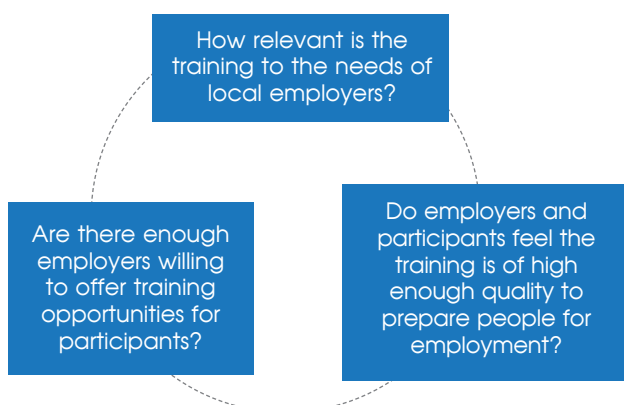 How relevant is the
training to the needs of
local employers?
Are there enough
employers willing
to offer training
opportunities for
participants?
Do employers and
participants feel the
training is of high
enough quality to
prepare people for
employment?